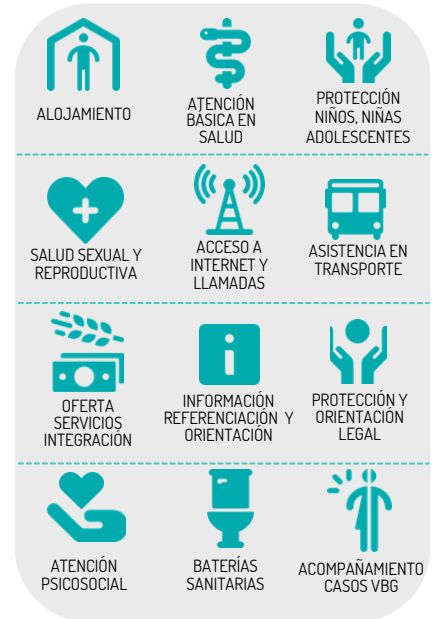 ALOJAMIENTO
ATENCIÓN
BÁSICA EN
SALUD
PROTECCIÓN
NIÑOS, NIÑAS
ADOLESCENTES
SALUD SEXUAL Y
REPRODUCTIVA
ACCESO A
INTERNET Y
LLAMADAS
ASISTENCIA EN
TRANSPORTE
OFERTA
SERVICIOS
INTEGRACIÓN
INFORMACIÓN
REFERENCIACIÓN Y
ORIENTACIÓN
PROTECCIÓN Y
ORIENTACIÓN
LEGAL
ATENCIÓN
PSICOSOCIAL
BATERÍAS
SANITARIAS
ACOMPAÑAMIENTO
CASOS VBG